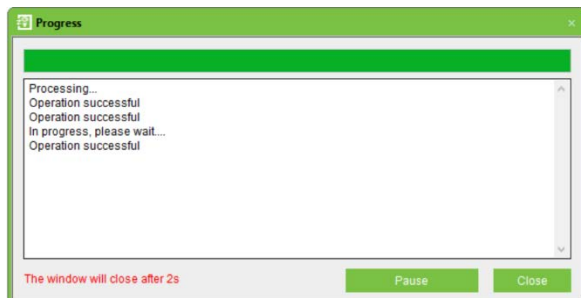 Progress
Processing...
Operation successful
Operation successful
In progress, please wait....
Operation successful
The window will close after 2s
Pause
Close